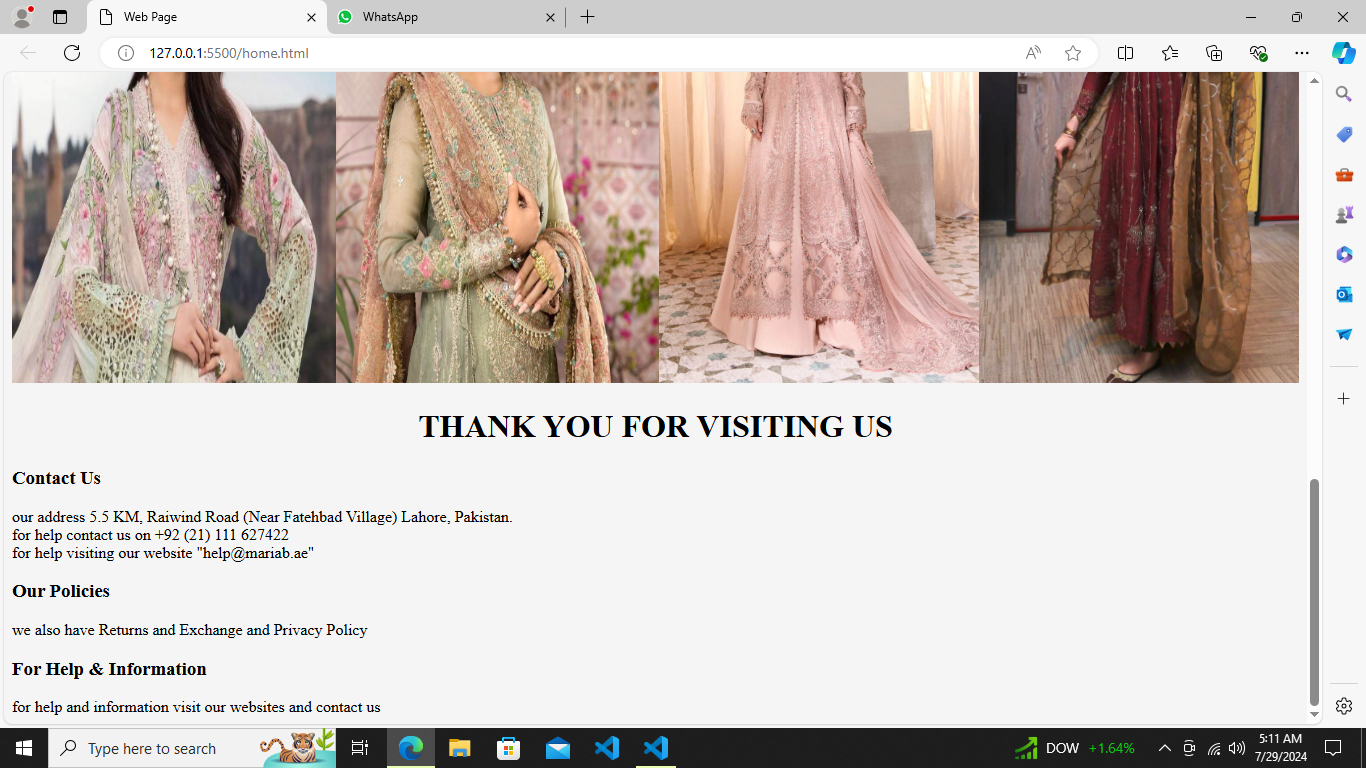 Web Page
WhatsApp
127.0.0.1:5500/home.html
THANK YOU FOR VISITING US
Contact Us
our address 5.5 KM, Raiwind Road (Near Fatehbad Village) Lahore, Pakistan.
for help contact us on +92 (21) 111 627422
for help visiting our website "help@mariab.ae"
Our Policies
we also have Returns and Exchange and Privacy Policy
For Help & Information
for help and information visit our websites and contact us
Type here to search
DOW +1.64%
5:11 AM
7/29/2024